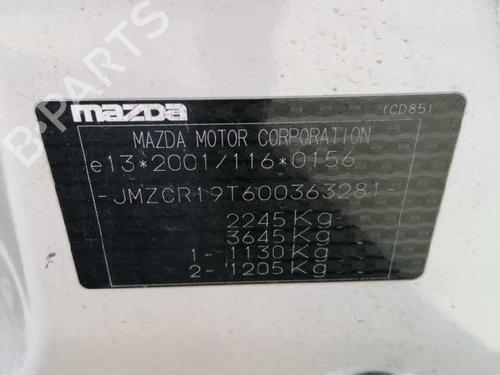 B-PARTS
mazda
(CD85)
MAZDA MOTOR CORPORATION
e13*2001/116*0156
-JMZCR19T600363281-
2245Kg
3645Kg
1-1130Kg
2-1205Kg